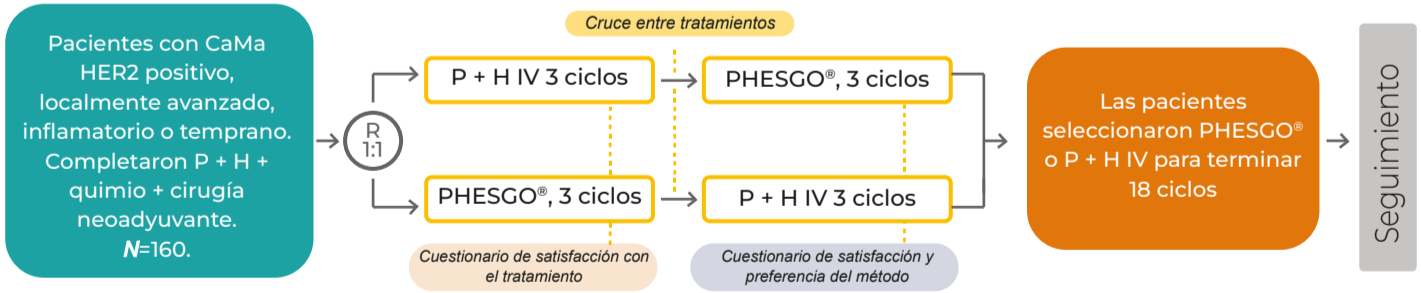 Pacientes con CaMa
HER2 positivo,
localmente avanzado,
inflamatorio o temprano.
Completaron P + H +
quimio + cirugía
neoadyuvante.
N=160.
R
1:1
Cruce entre tratamientos
P + H IV 3 ciclos
PHESGO®, 3 ciclos
PHESGO®, 3 ciclos
P + H IV 3 ciclos
Cuestionario de satisfacción con
el tratamiento
Cuestionario de satisfacción y
preferencia del método
Las pacientes
seleccionaron PHESGO®
o P + H IV para terminar
18 ciclos
Seguimiento